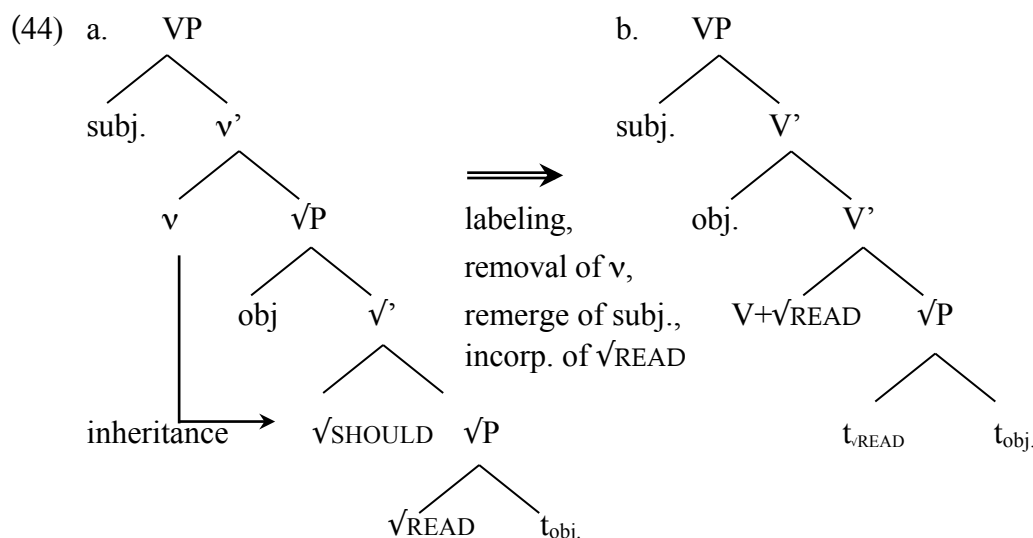 (44) a. VP b. VP
subj. ν’ subj. V’
ν √P obj. V’
labeling,
removal of ν,
obj √’ remerge of subj., V+√READ √P
incorp. of √READ
inheritance √SHOULD √P t√READ tobj.
√READ tobj.